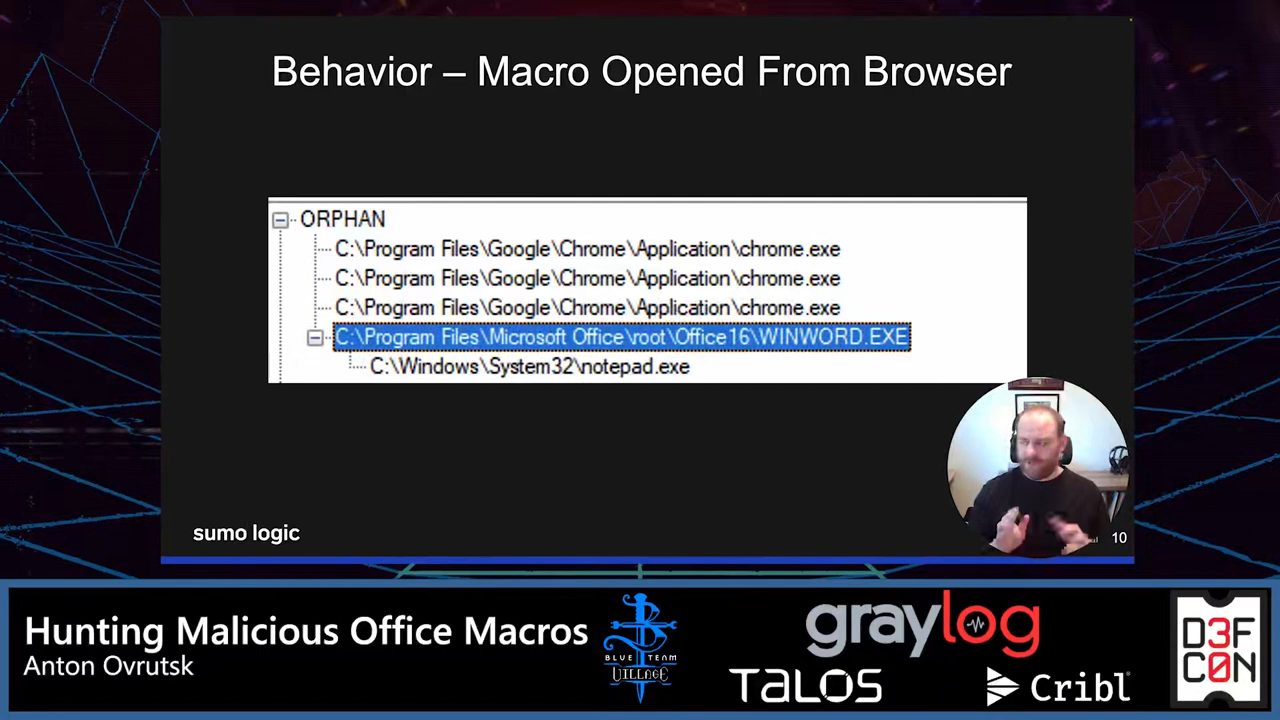 Behavior – Macro Opened From Browser
ORPHAN
C:\Program Files\Google\Chrome\Application\chrome.exe
C:\Program Files\Google\Chrome\Application\chrome.exe
C:\Program Files\Google\Chrome\Application\chrome.exe
C:\Program Files\Microsoft Office\root\Office16\WINWORD.EXE
C:\Windows\System32\notepad.exe
sumo logic
10
Hunting Malicious Office Macros
Anton Ovrutsk
BLUE TEAM
VILLAGE
graylog
TALOS
Cribl
D3F
C0N